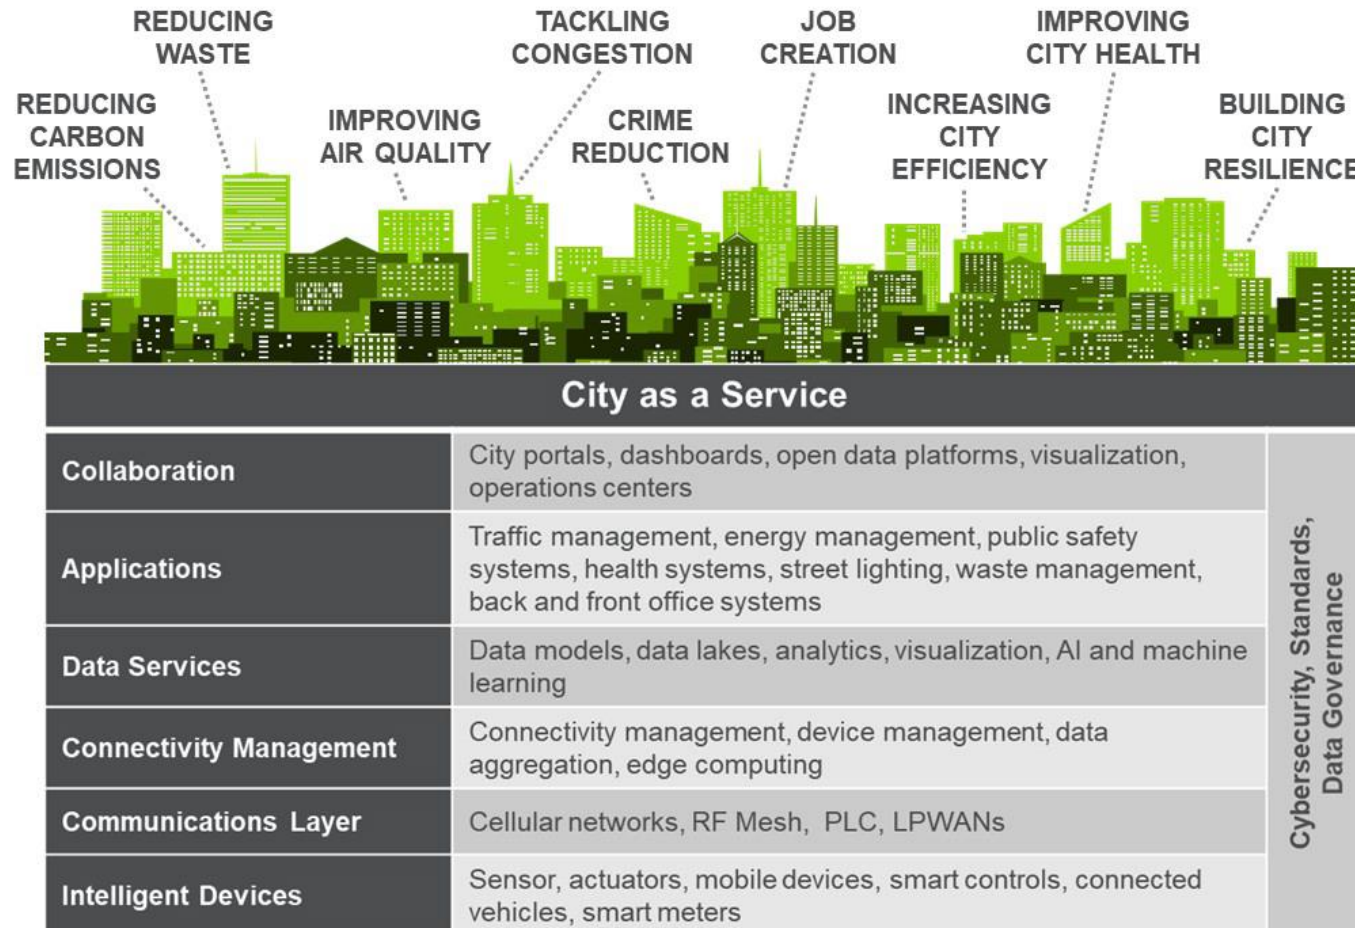 REDUCING
WASTE
TACKLING
CONGESTION
JOB
CREATION
IMPROVING
CITY HEALTH
REDUCING
CARBON
EMISSIONS
IMPROVING
AIR QUALITY
CRIME
REDUCTION
INCREASING
CITY
EFFICIENCY
BUILDING
CITY
RESILIENCE
City as a Service
Collaboration
City portals, dashboards, open data platforms, visualization,
operations centers
Applications
Traffic management, energy management, public safety
systems, health systems, street lighting, waste management,
back and front office systems
Data Services
Data models, data lakes, analytics, visualization, AI and machine
learning
Connectivity Management
Connectivity management, device management, data
aggregation, edge computing
Communications Layer
Cellular networks, RF Mesh, PLC, LPWANs
Intelligent Devices
Sensor, actuators, mobile devices, smart controls, connected
vehicles, smart meters
Cybersecurity, Standards,
Data Governance